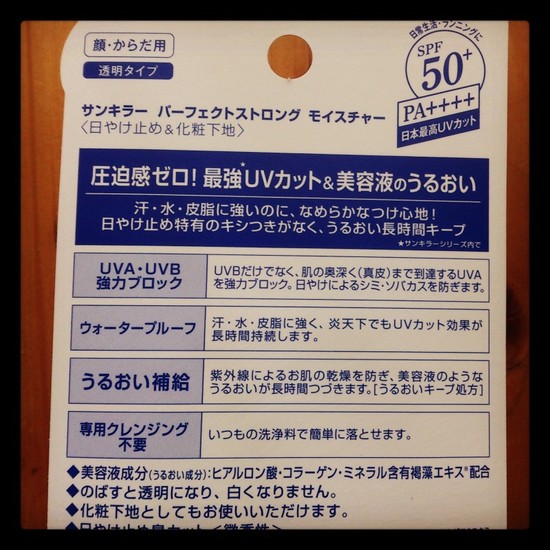 顔・からだ用
透明タイプ
日常生活・ランニングに
SPF
50+
PA++++
日本最高UVカット
サンキラー パーフェクトストロング モイスチャー
〈日やけ止め&化粧下地〉
圧迫感ゼロ!最強★UVカット&美容液のうるおい
汗・水・皮脂に強いのに、なめらかなつけ心地!
日やけ止め特有のキシつきがなく、うるおい長時間キープ
★サンキラーシリーズ内で
UVA・UVB
強力ブロック
UVBだけでなく、肌の奥深く(真皮)まで到達するUVA
を強力ブロック。日やけによるシミ・ソバカスを防ぎます。
ウォータープルーフ
汗・水・皮脂に強く、炎天下でもUVカット効果が
長時間持続します。
うるおい補給
紫外線によるお肌の乾燥を防ぎ、美容液のような
うるおいが長時間つづきます。[うるおいキープ処方]
専用クレンジング
不要
いつもの洗浄料で簡単に落とせます。
◆美容液成分(うるおい成分):ヒアルロン酸・コラーゲン・ミネラル含有褐藻エキス※配合
◆のばすと透明になり、白くなりません。
◆化粧下地としてもお使いいただけます。